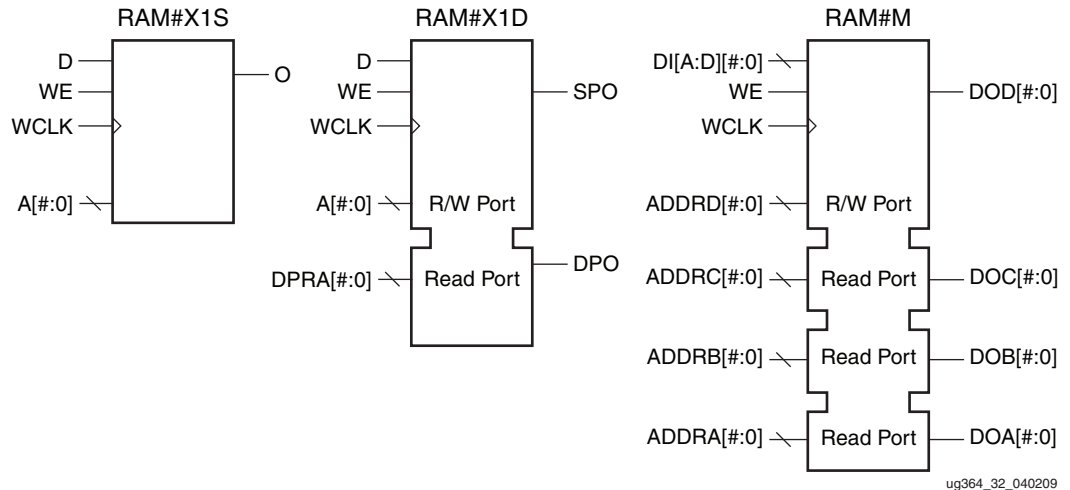 RAM#X1S
D
WE
WCLK
A[#:0]
O
RAM#X1D
D
WE
WCLK
A[#:0]
R/W Port
SPO
DPRA[#:0]
Read Port
DPO
RAM#M
DI[A:D][#:0]
WE
WCLK
DOD[#:0]
ADDRD[#:0]
R/W Port
ADDRC[#:0]
Read Port
DOC[#:0]
ADDRB[#:0]
Read Port
DOB[#:0]
ADDRA[#:0]
Read Port
DOA[#:0]
ug364_32_040209